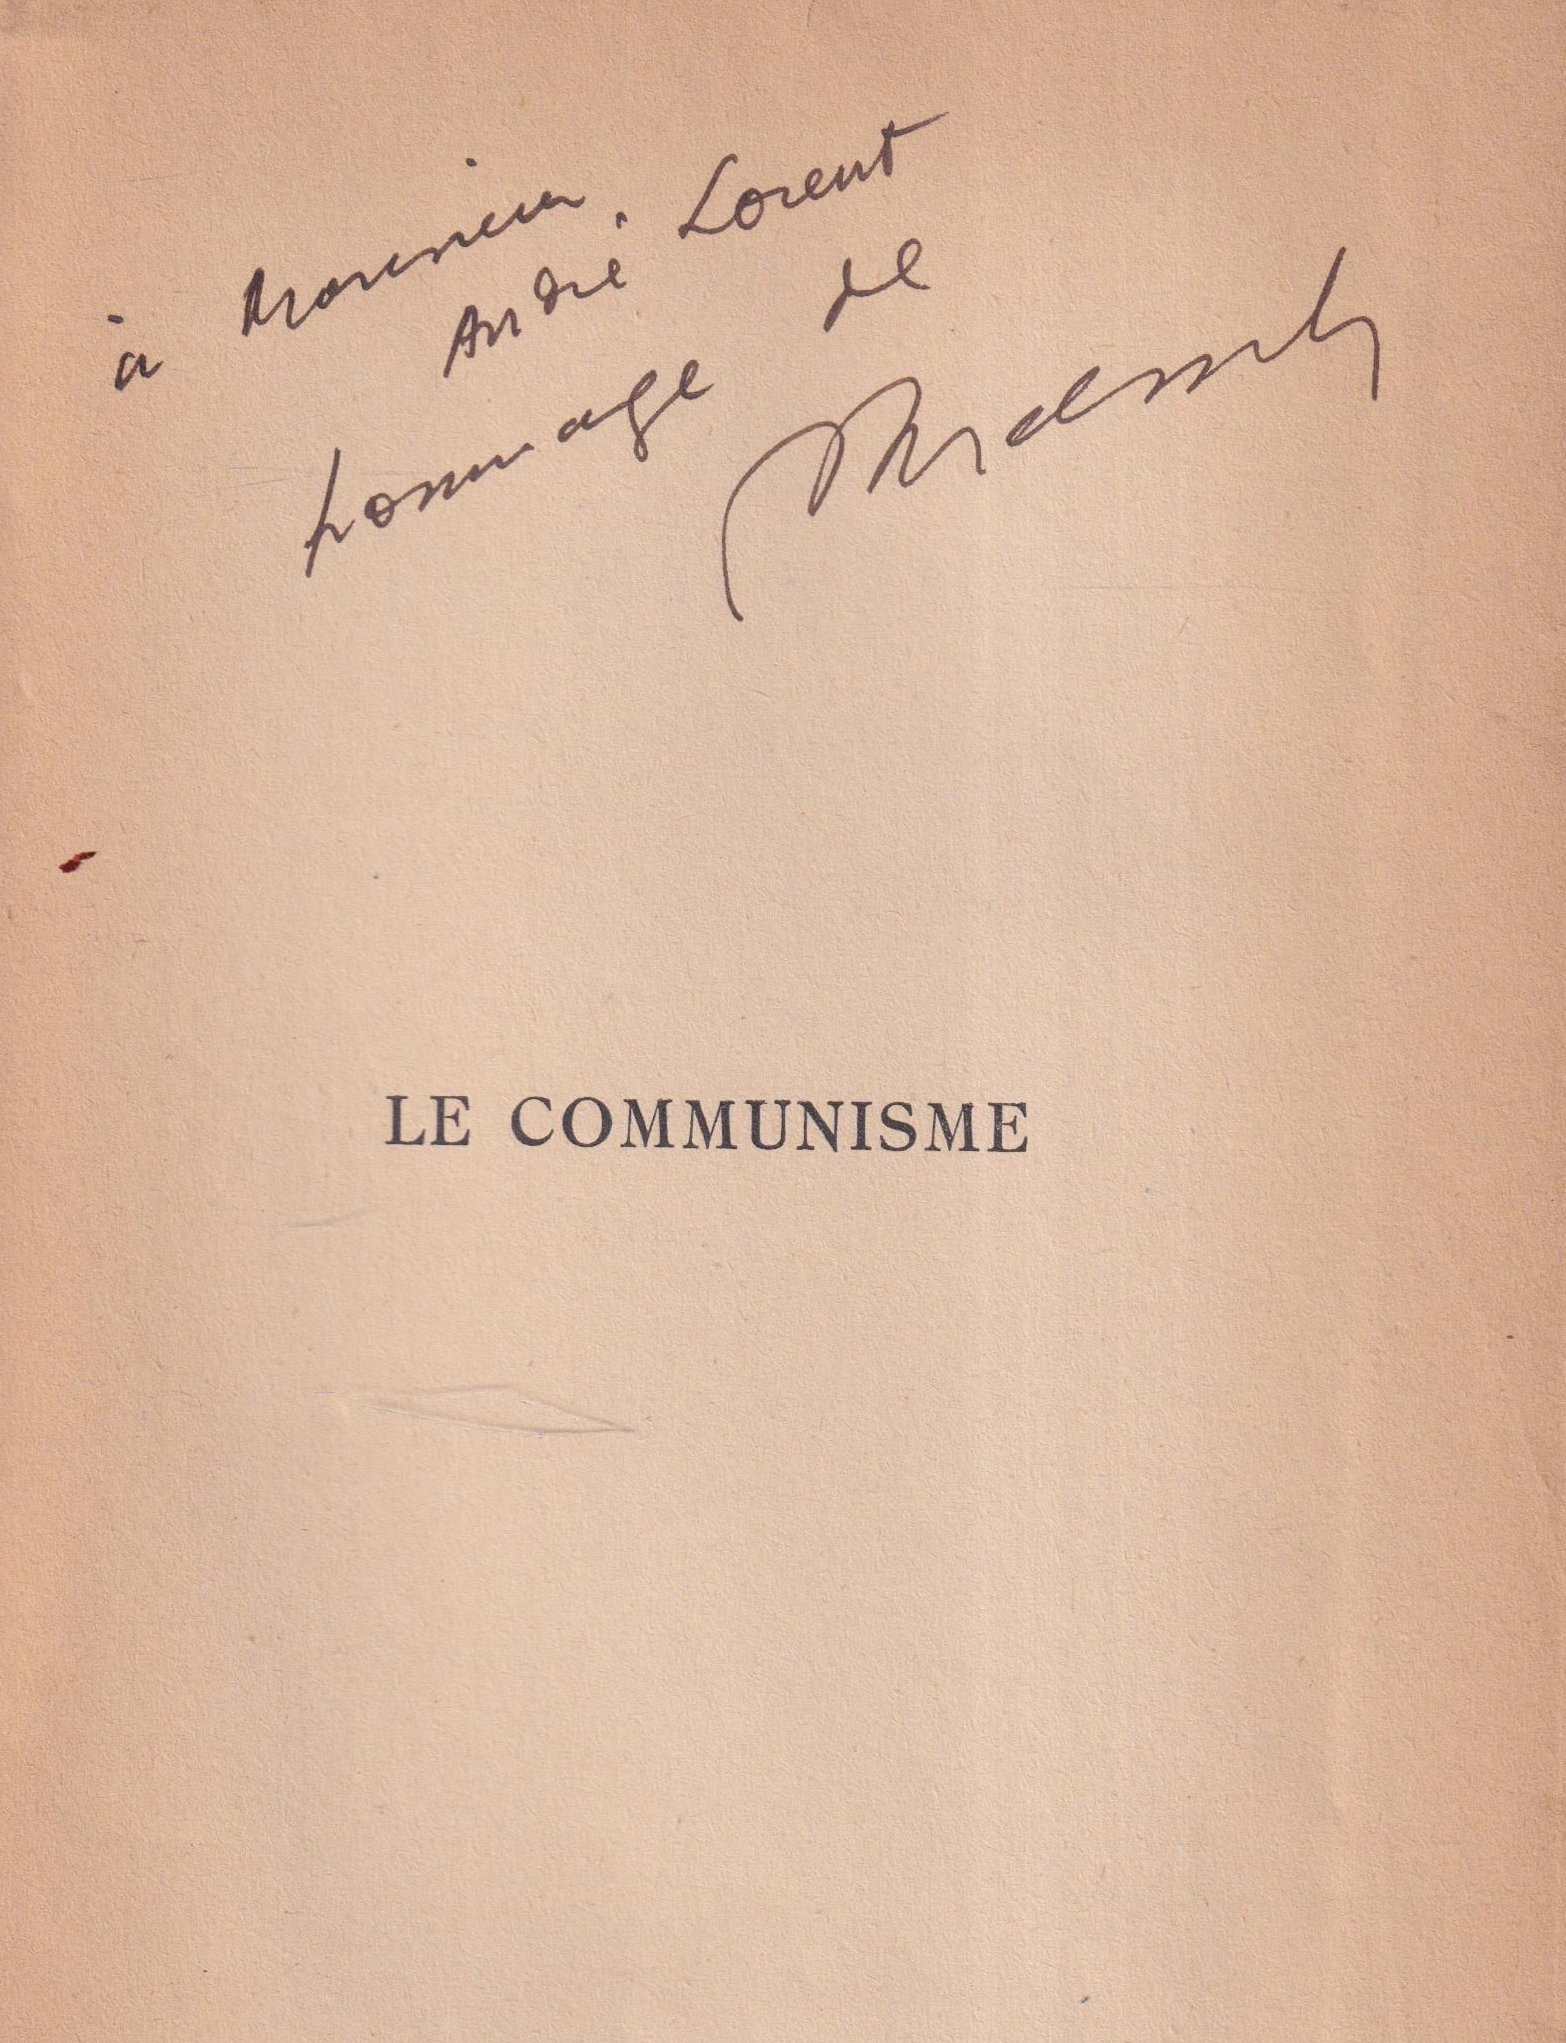 à Monsieur
André Lorent
hommage de
LE COMMUNISME